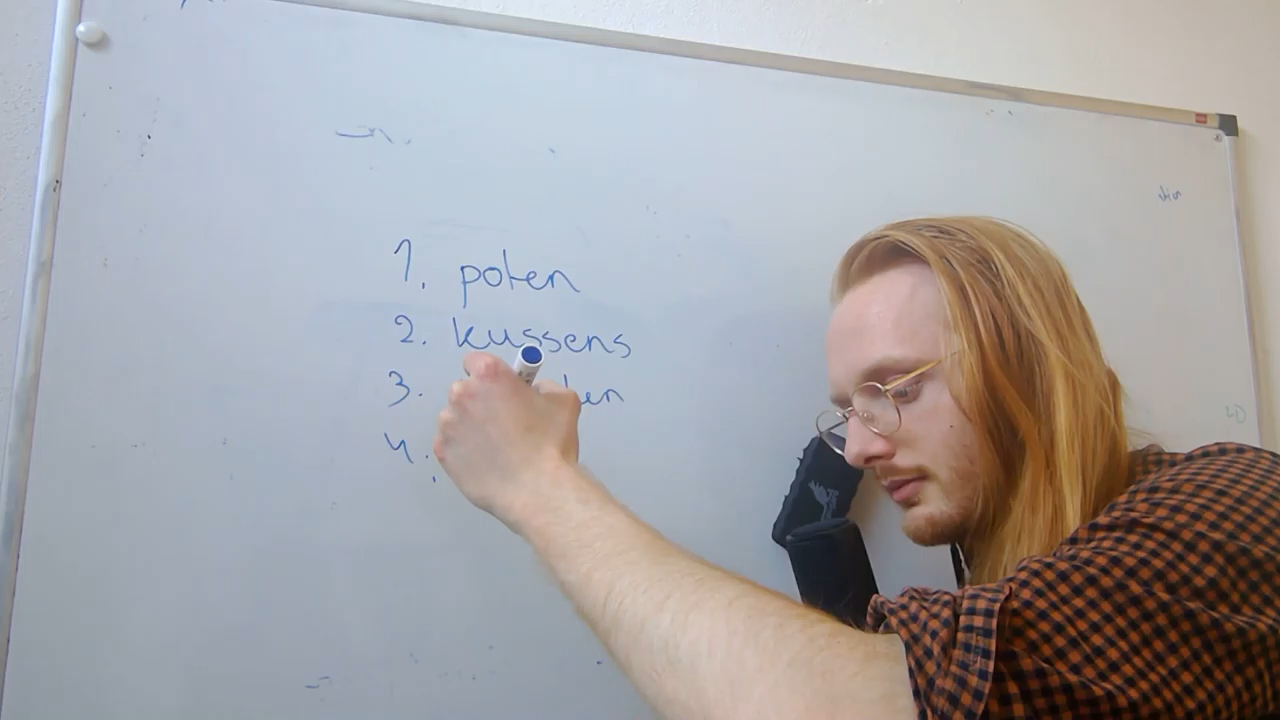 1. poten
2. kussens
3.
4.